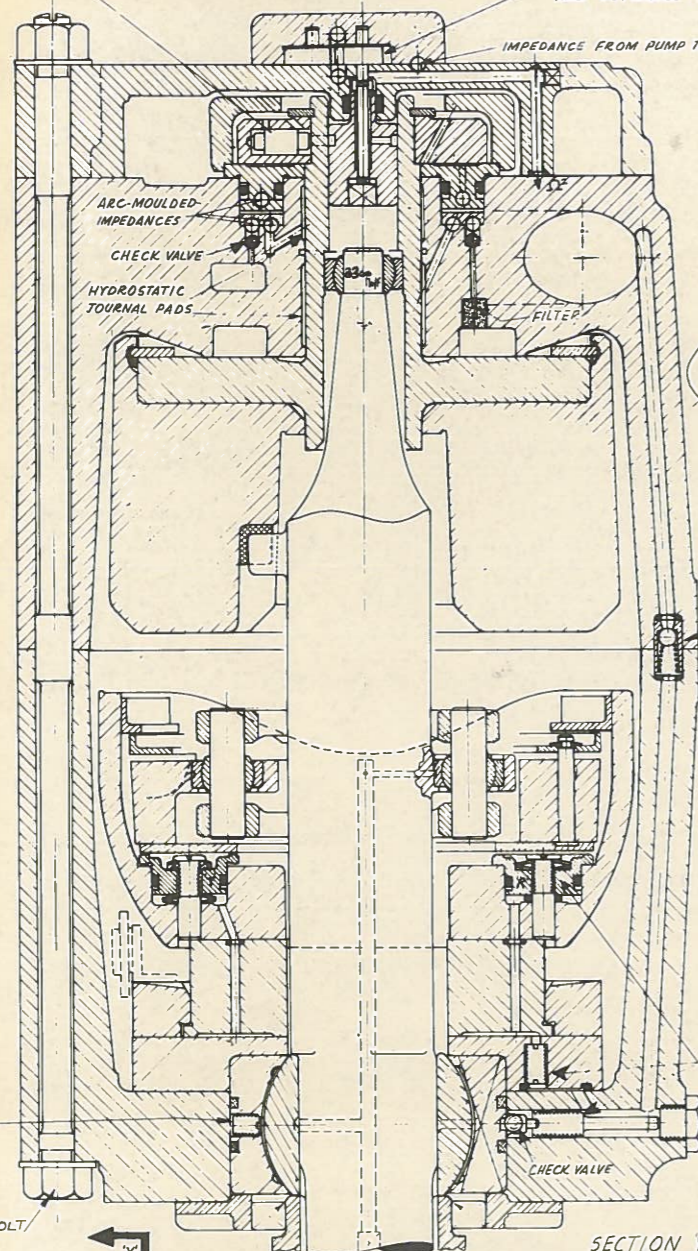 IMPEDANCE FROM PUMP T
ARC-MOULDED-
IMPEDANCES
CHECK VALVE
HYDROSTATIC
JOURNAL PADS
FILTER
CHECK VALVE
OLT
SECTION